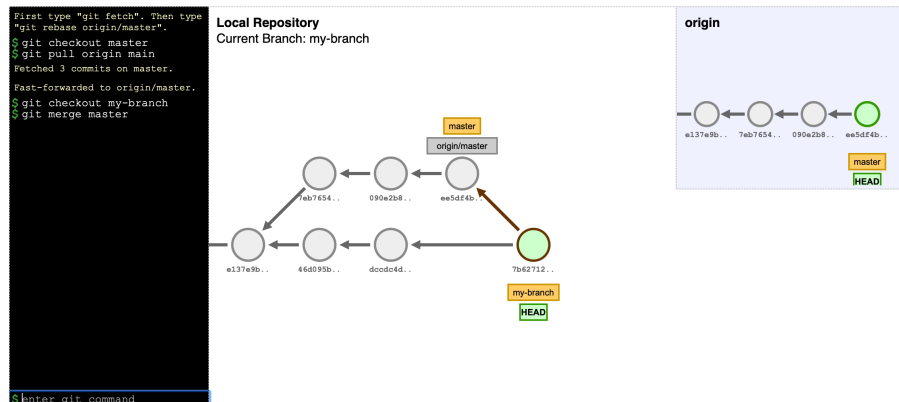 First type "git fetch". Then type
"git rebase origin/master".
$ git checkout master
$ git pull origin main
Fetched 3 commits on master.
Fast-forwarded to origin/master.
$ git checkout my-branch
$ git merge master
$ enter git command
Local Repository
Current Branch: my-branch
master
origin/master
7eb7654..
090e2b8..
ee5df4b..
e137e9b..
46d095b..
dccdc4d..
7b62712..
my-branch
HEAD
origin
e137e9b..
7eb7654..
090e2b8..
ee5df4b..
master
HEAD